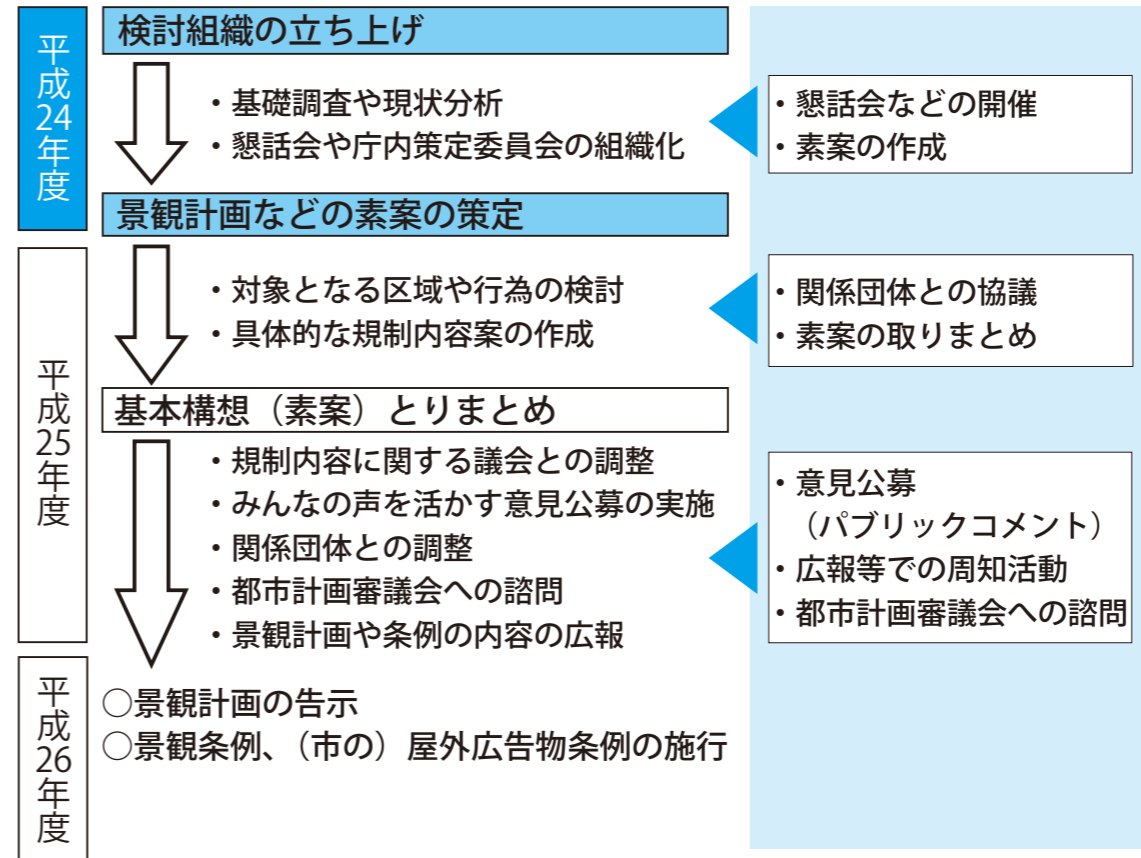 平成24年度
検討組織の立ち上げ
・基礎調査や現状分析
・懇話会や庁内策定委員会の組織化
・懇話会などの開催
・素案の作成
景観計画などの素案の策定
平成25年度
・対象となる区域や行為の検討
・具体的な規制内容案の作成
・関係団体との協議
・素案の取りまとめ
基本構想（素案）とりまとめ
・規制内容に関する議会との調整
・みんなの声を活かす意見公募の実施
・関係団体との調整
・都市計画審議会への諮問
・景観計画や条例の内容の広報
・意見公募
（パブリックコメント）
・広報等での周知活動
・都市計画審議会への諮問
平成26年度
○景観計画の告示
○景観条例、（市の）屋外広告物条例の施行